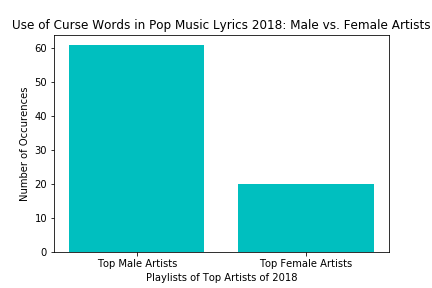 Use of Curse Words in Pop Music Lyrics 2018: Male vs. Female Artists
60
50
40
30
20
10
0
Number of Occurences
Top Male Artists
Top Female Artists
Playlists of Top Artists of 2018